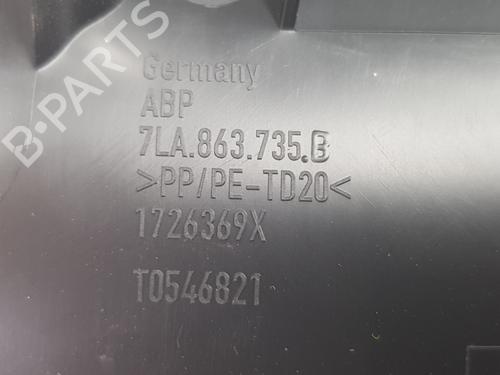 Germany
ABP
7LA.863.735.B
>PP/PE-TD20<
1726369X
T0546821
B-PARTS